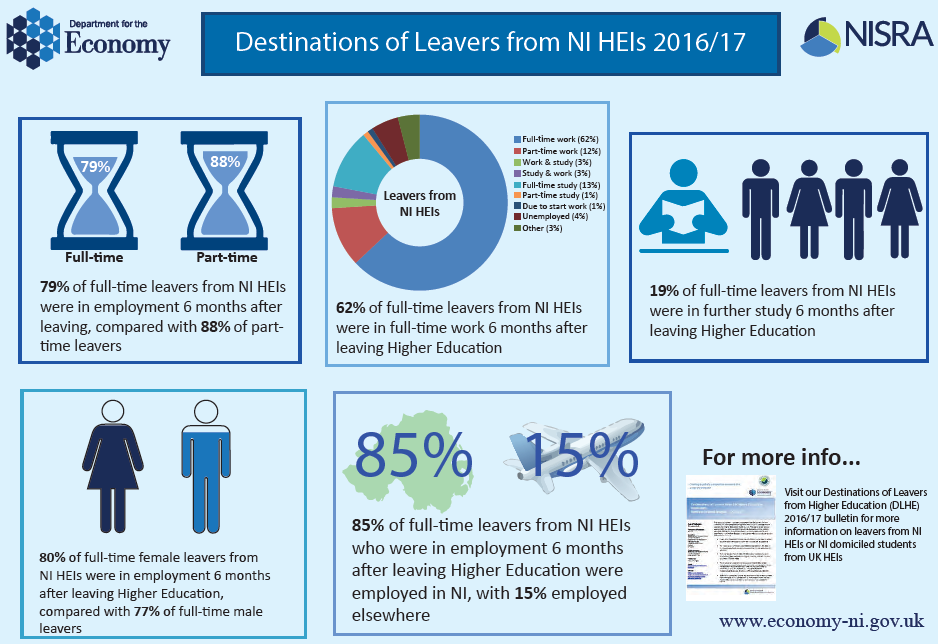 Department for the
Economy
Destinations of Leavers from NI HEIs 2016/17
NISRA
79%
88%
Full-time
Part-time
79% of full-time leavers from NI HEIs
were in employment 6 months after
leaving, compared with 88% of part-
time leavers
Leavers from
NI HEIs
Full-time work (62%)
Part-time work (12%)
Work & study (3%)
Study & work (3%)
Full-time study (13%)
Part-time study (1%)
Due to start work (1%)
Unemployed (4%)
Other (3%)
62% of full-time leavers from NI HEIs
were in full-time work 6 months after
leaving Higher Education
19% of full-time leavers from NI HEIs
were in further study 6 months after
leaving Higher Education
80% of full-time female leavers from
NI HEIs were in employment 6 months
after leaving Higher Education,
compared with 77% of full-time male
leavers
85%
15%
85% of full-time leavers from NI HEIs
who were in employment 6 months
after leaving Higher Education were
employed in NI, with 15% employed
elsewhere
For more info...
Economy
Visit our Destinations of Leavers
from Higher Education (DLHE)
2016/17 bulletin for more
information on leavers from NI
HEIs or NI domiciled students
from UK HEIs
www.economy-ni.gov.uk